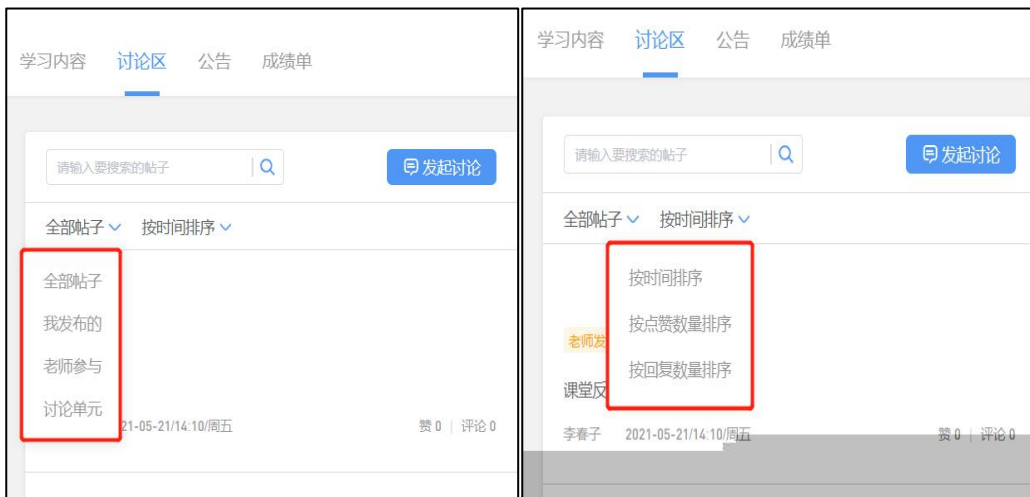 学习内容 讨论区 公告 成绩单
请输入要搜索的帖子
发起讨论
全部帖子 按时间排序
全部帖子
我发布的
老师参与
讨论单元
21-05-21/14:10/周五 赞 0 | 评论 0
学习内容 讨论区 公告 成绩单
请输入要搜索的帖子
发起讨论
全部帖子 按时间排序
按时间排序
按点赞数量排序
老师发
按回复数量排序
课堂反
李春子 2021-05-21/14:10/周五 赞 0 | 评论 0